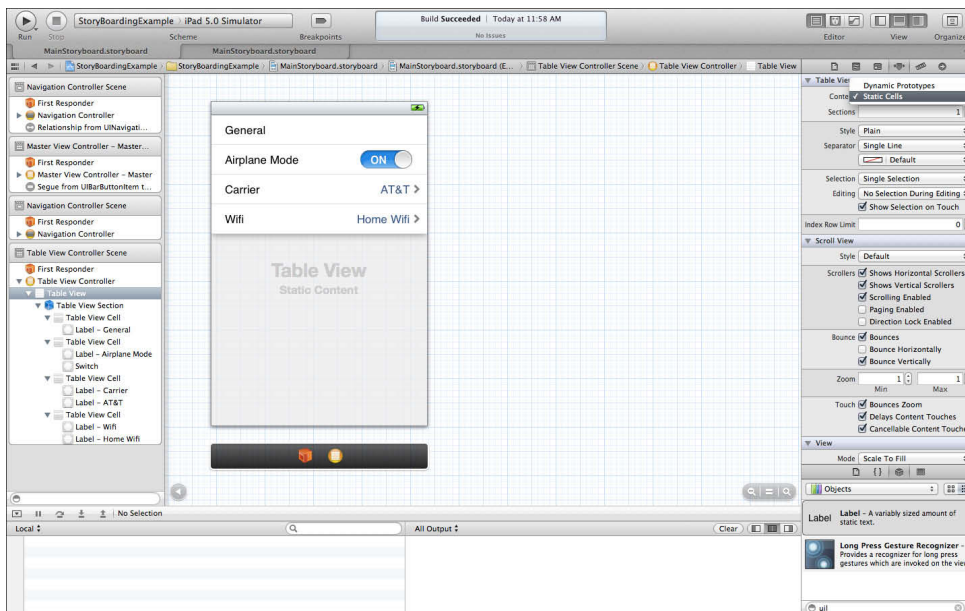 StoryBoardingExample iPad 5.0 Simulator
Build Succeeded | Today at 11:58 AM
No Issues
Run Stop Scheme Breakpoints Editor View Organize
MainStoryboard.storyboard MainStoryboard.storyboard
StoryBoardingExample StoryBoardingExample MainStoryboard.storyboard MainStoryboard.storyboard (E... Table View Controller Scene Table View Controller Table View
Navigation Controller Scene
First Responder
Navigation Controller
Relationship from UINavigati...
Master View Controller – Master...
First Responder
Master View Controller – Master
Segue from UIBarButtonItem t...
Navigation Controller Scene
First Responder
Navigation Controller
Table View Controller Scene
First Responder
Table View Controller
Table View
Table View Section
Table View Cell
Label – General
Table View Cell
Label – Airplane Mode
Switch
Table View Cell
Label – Carrier
Label – AT&T
Table View Cell
Label – Wifi
Label – Home Wifi
General
Airplane Mode ON
Carrier AT&T
Wifi Home Wifi
Table View
Static Content
Table View
Dynamic Prototypes
Conte ✓ Static Cells
Sections 1
Style Plain
Separator Single Line
Default
Selection Single Selection
Editing No Selection During Editing
Show Selection on Touch
Index Row Limit 0
Scroll View
Style Default
Scrollers Shows Horizontal Scrollers
Shows Vertical Scrollers
Scrolling Enabled
Paging Enabled
Direction Lock Enabled
Bounce Bounces
Bounce Horizontally
Bounce Vertically
Zoom 1 1
Min Max
Touch Bounces Zoom
Delays Content Touches
Cancellable Content Touche
View
Mode Scale To Fill
Objects
Label Label – A variably sized amount of
static text.
Long Press Gesture Recognizer –
Provides a recognizer for long press
gestures which are invoked on the view
uil
No Selection
Local All Output Clear